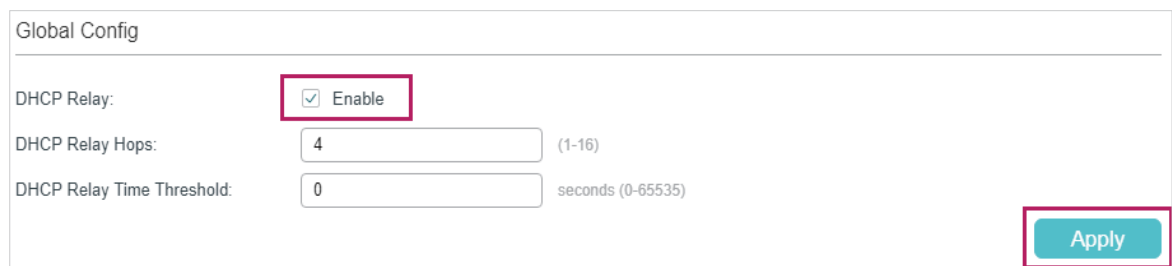 Global Config
DHCP Relay: Enable
DHCP Relay Hops: 4 (1-16)
DHCP Relay Time Threshold: 0 seconds (0-65535)
Apply